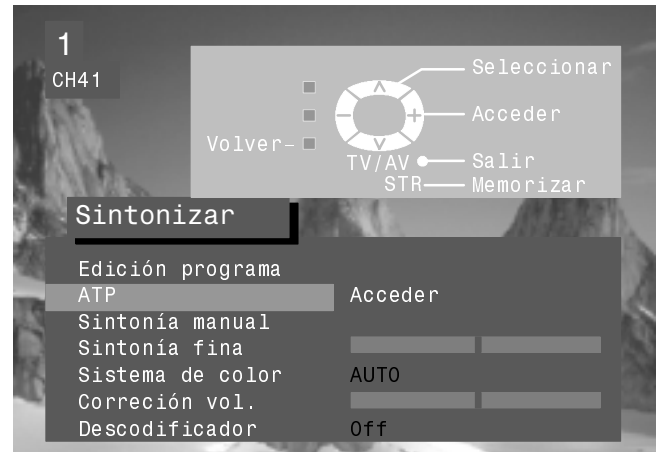 1
CH41
Seleccionar
Acceder
Volver-
TV/AV Salir
STR Memorizar
Sintonizar
Edición programa
ATP Acceder
Sintonía manual
Sintonía fina
Sistema de color AUTO
Correción vol.
Descodificador Off